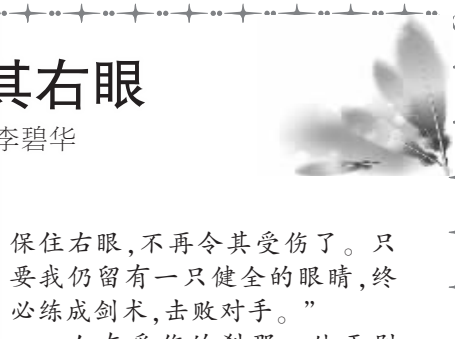 其右眼
李碧华
保住右眼,不再令其受伤了。只
要我仍留有一只健全的眼睛,终
必练成剑术,击败对手。”